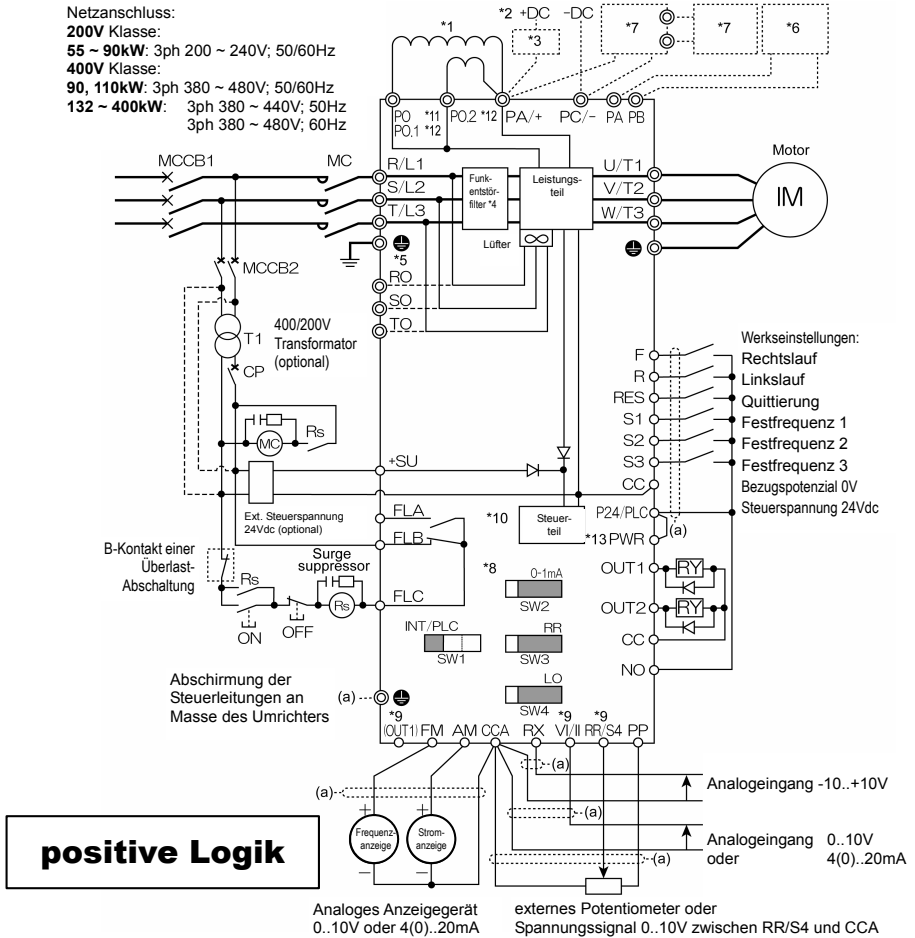 Netzanschluss:
200V Klasse:
55 ~ 90kW: 3ph 200 ~ 240V; 50/60Hz
400V Klasse:
90, 110kW: 3ph 380 ~ 480V; 50/60Hz
132 ~ 400kW: 3ph 380 ~ 440V; 50Hz
3ph 380 ~ 480V; 60Hz
*1
*2 +DC -DC
*3
*7
*7
*6
PO *11 PO.2 *12 PA/+ PC/- PA PB
PO.1 *12
MCCB1
MC
R/L1
S/L2
T/L3
Funk-
entstör-
filter *4
Leistungs-
teil
Lüfter
U/T1
V/T2
W/T3
Motor
IM
*5
RO
SO
TO
MCCB2
T1
400/200V
Transformator
(optional)
CP
MC
Rs
+SU
Ext. Steuerspannung
24Vdc (optional)
FLA
FLB
FLC
B-Kontakt einer
Überlast-
Abschaltung
Rs
ON
OFF
Surge
suppressor
Rs
*10
Steuer-
teil
F
R
RES
S1
S2
S3
CC
P24/PLC
*13 PWR
(a)
OUT1
RY
OUT2
RY
CC
NO
Werkseinstellungen:
Rechtslauf
Linkslauf
Quittierung
Festfrequenz 1
Festfrequenz 2
Festfrequenz 3
Bezugspotenzial 0V
Steuerspannung 24Vdc
*8
0-1mA
SW2
INT/PLC
SW1
RR
SW3
LO
SW4
Abschirmung der
Steuerleitungen an
Masse des Umrichters
(a)
*9 *9 *9
(OUT1) FM AM CCA RX VI/II RR/S4 PP
(a)
(a)
(a)
(a)
+
+
Frequenz-
anzeige
Strom-
anzeige
−
−
Analogeingang -10..+10V
Analogeingang 0..10V
oder 4(0)..20mA
positive Logik
Analoges Anzeigegerät
0..10V oder 4(0)..20mA
externes Potentiometer oder
Spannungssignal 0..10V zwischen RR/S4 und CCA